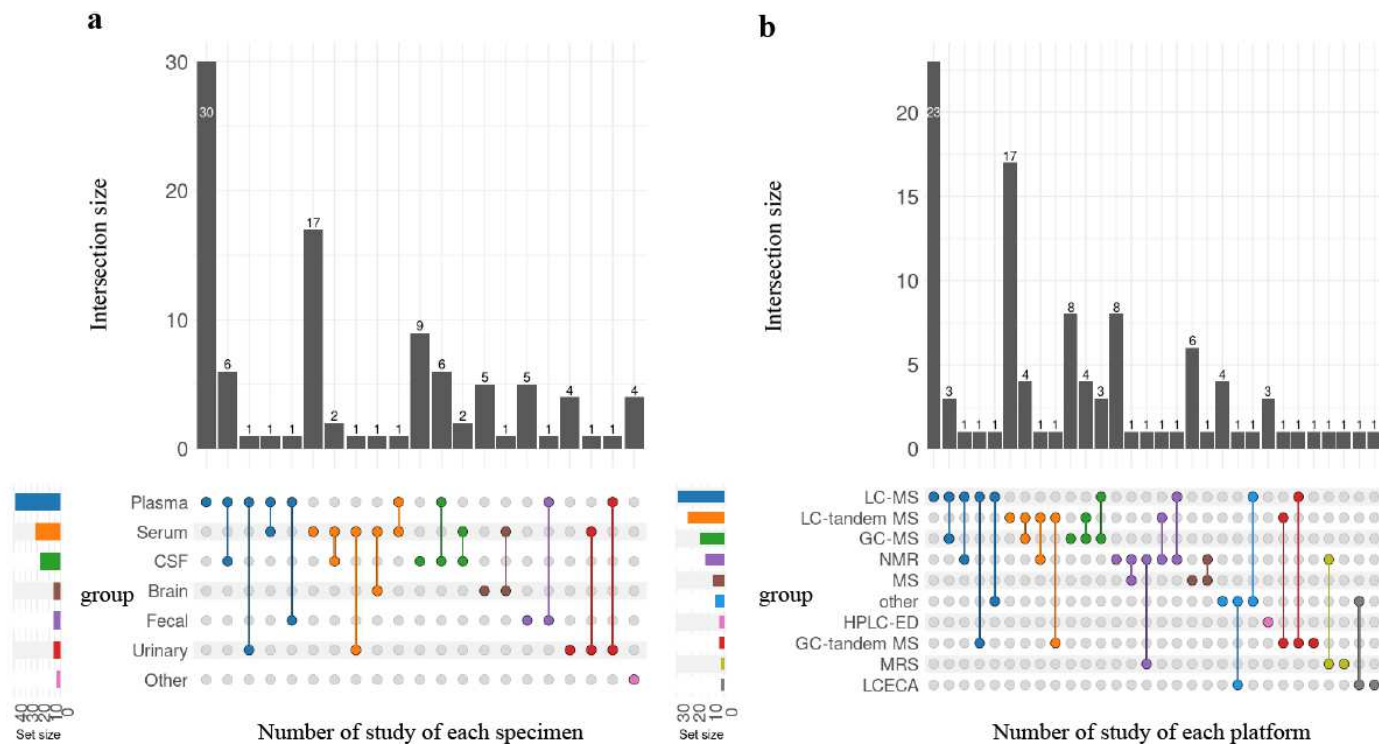 a
Intersection size
30
20
10
0
30
6
1
1
1
17
2
1
1
1
9
6
2
5
1
5
1
4
1
1
4
Plasma
Serum
CSF
Brain
Fecal
Urinary
Other
group
40
30
20
10
0
Set size
Number of study of each specimen
b
Intersection size
20
15
10
5
0
23
3
1
1
1
17
4
1
1
8
4
3
8
1
1
1
1
6
1
4
1
1
3
1
1
1
1
1
1
1
LC-MS
LC-tandem MS
GC-MS
NMR
MS
other
HPLC-ED
GC-tandem MS
MRS
LCECA
group
30
20
10
0
Set size
Number of study of each platform